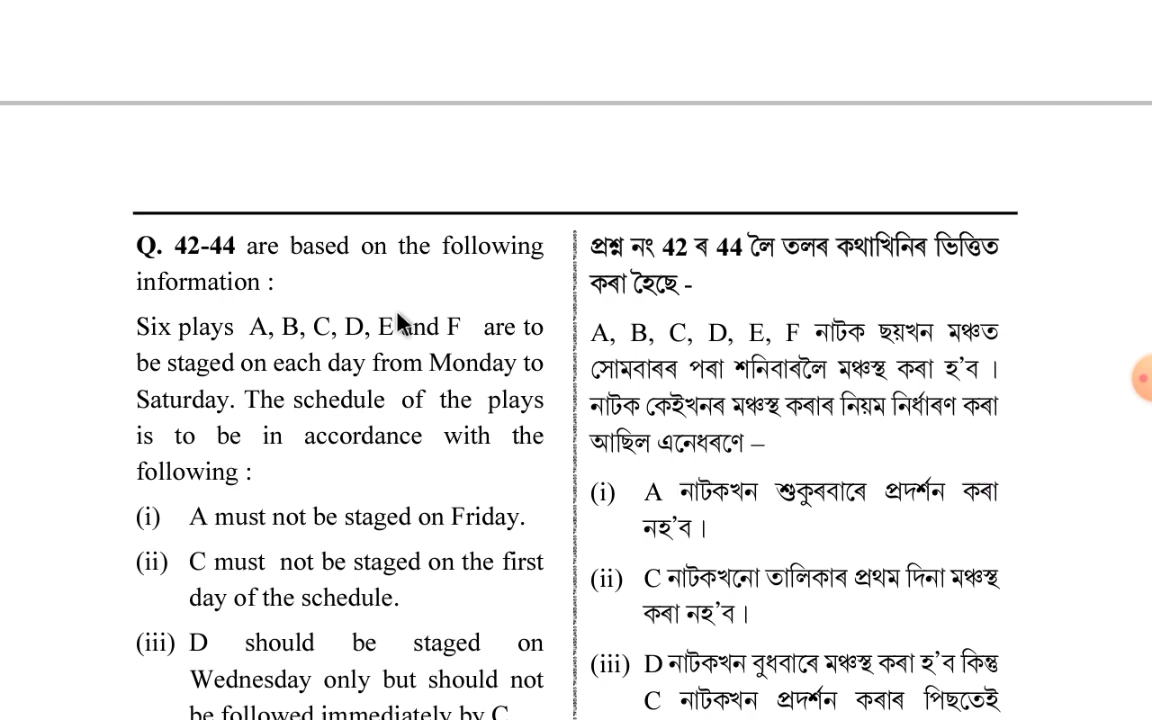 Q. 42-44 are based on the following
information :
Six plays A, B, C, D, E and F are to
be staged on each day from Monday to
Saturday. The schedule of the plays
is to be in accordance with the
following :
(i) A must not be staged on Friday.
(ii) C must not be staged on the first
day of the schedule.
(iii) D should be staged on
Wednesday only but should not
be followed immediately by C.
প্ৰশ্ন নং 42 ৰ 44 লৈ তলৰ কথাখিনিৰ ভিত্তিত
কৰা হৈছে -
A, B, C, D, E, F নাটক ছয়খন মঞ্চত
সোমবাৰৰ পৰা শনিবাৰলৈ মঞ্চস্থ কৰা হ’ব ।
নাটক কেইখনৰ মঞ্চস্থ কৰাৰ নিয়ম নিৰ্ধাৰণ কৰা
আছিল এনেধৰণে –
(i) A নাটকখন শুকুৰবাৰে প্ৰদৰ্শন কৰা
নহ’ব ।
(ii) C নাটকখনো তালিকাৰ প্ৰথম দিনা মঞ্চস্থ
কৰা নহ’ব ।
(iii) D নাটকখন বুধবাৰে মঞ্চস্থ কৰা হ’ব কিন্তু
C নাটকখন প্ৰদৰ্শন কৰাৰ পিছতেই